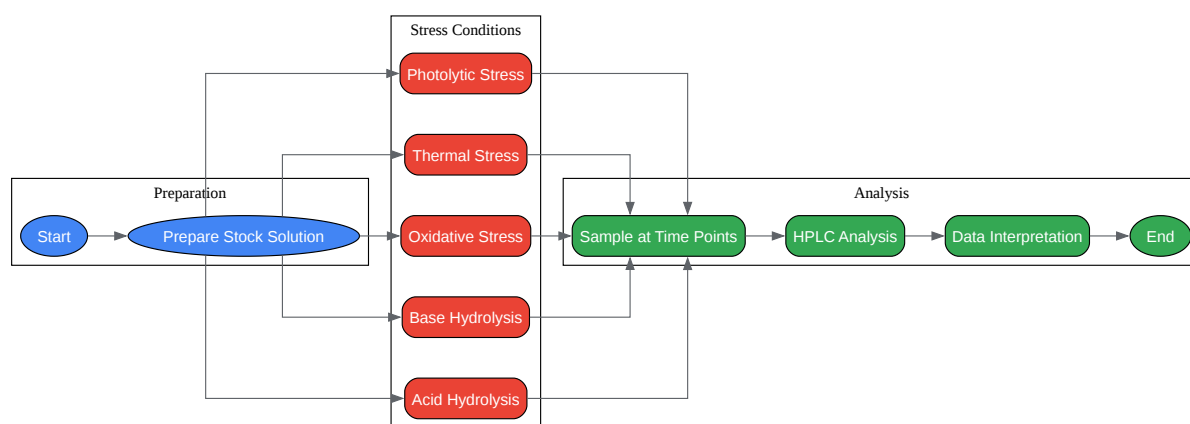 Stress Conditions
Photolytic Stress
Thermal Stress
Preparation
Analysis
Start
Prepare Stock Solution
Oxidative Stress
Sample at Time Points
HPLC Analysis
Data Interpretation
End
Base Hydrolysis
Acid Hydrolysis